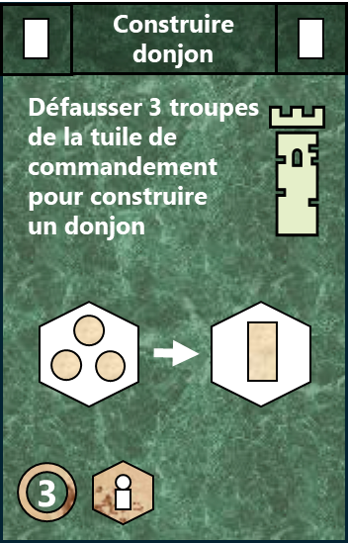 Construire
donjon
Défausser 3 troupes
de la tuile de
commandement
pour construire
un donjon
3